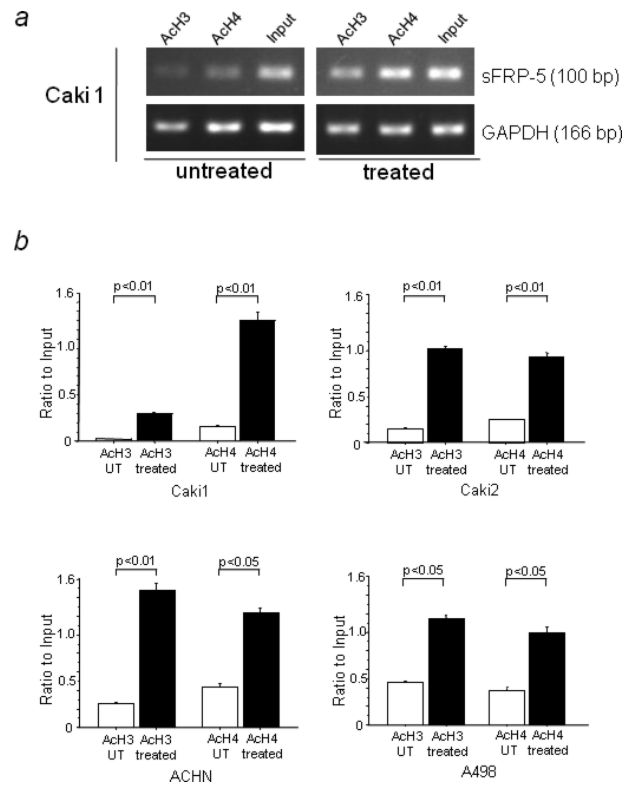 a
AcH3 AcH4 Input AcH3 AcH4 Input
Caki 1
sFRP-5 (100 bp)
GAPDH (166 bp)
untreated treated
b
Ratio to Input
1.6
1.0
0.5
0
p<0.01 p<0.01
AcH3 UT
AcH3 treated
AcH4 UT
AcH4 treated
Caki1
Ratio to Input
1.6
1.0
0.5
0
p<0.01 p<0.01
AcH3 UT
AcH3 treated
AcH4 UT
AcH4 treated
Caki2
Ratio to Input
1.6
1.0
0.5
0
p<0.01 p<0.05
AcH3 UT
AcH3 treated
AcH4 UT
AcH4 treated
ACHN
Ratio to Input
1.6
1.0
0.5
0
p<0.05 p<0.05
AcH3 UT
AcH3 treated
AcH4 UT
AcH4 treated
A498